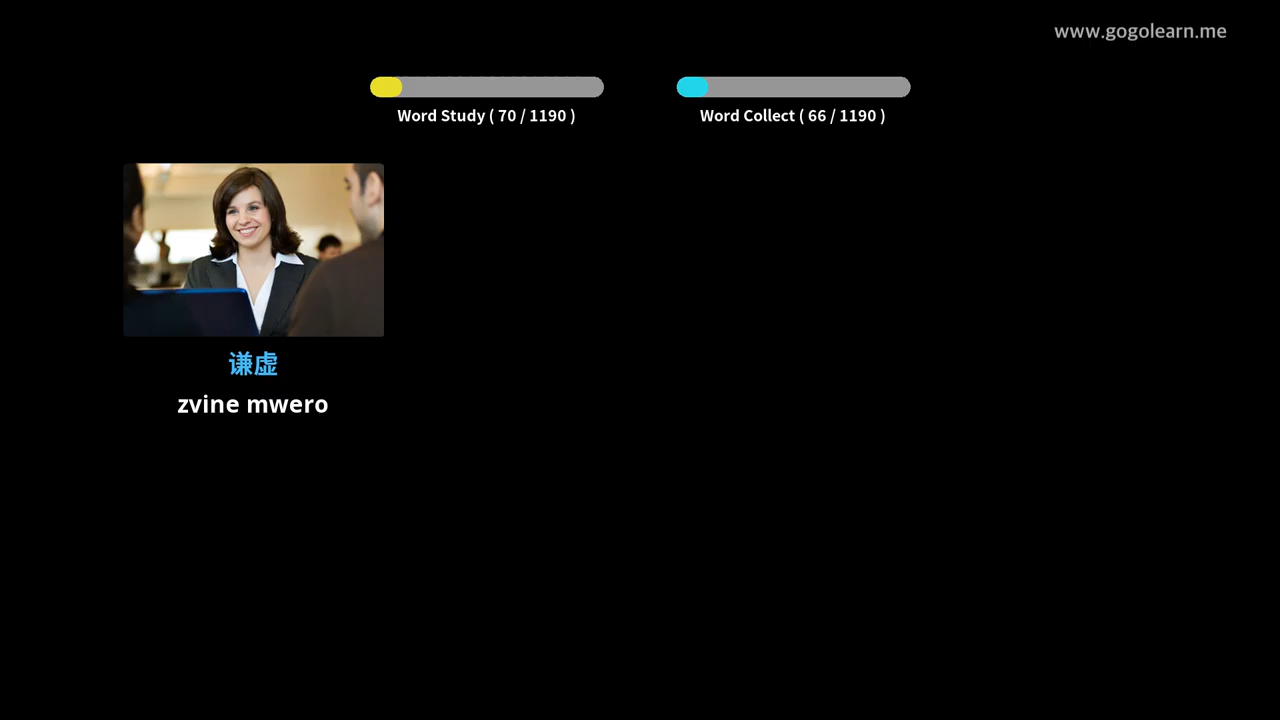 www.gogolearn.me
Word Study ( 70 / 1190 )
Word Collect ( 66 / 1190 )
谦虚
zvine mwero